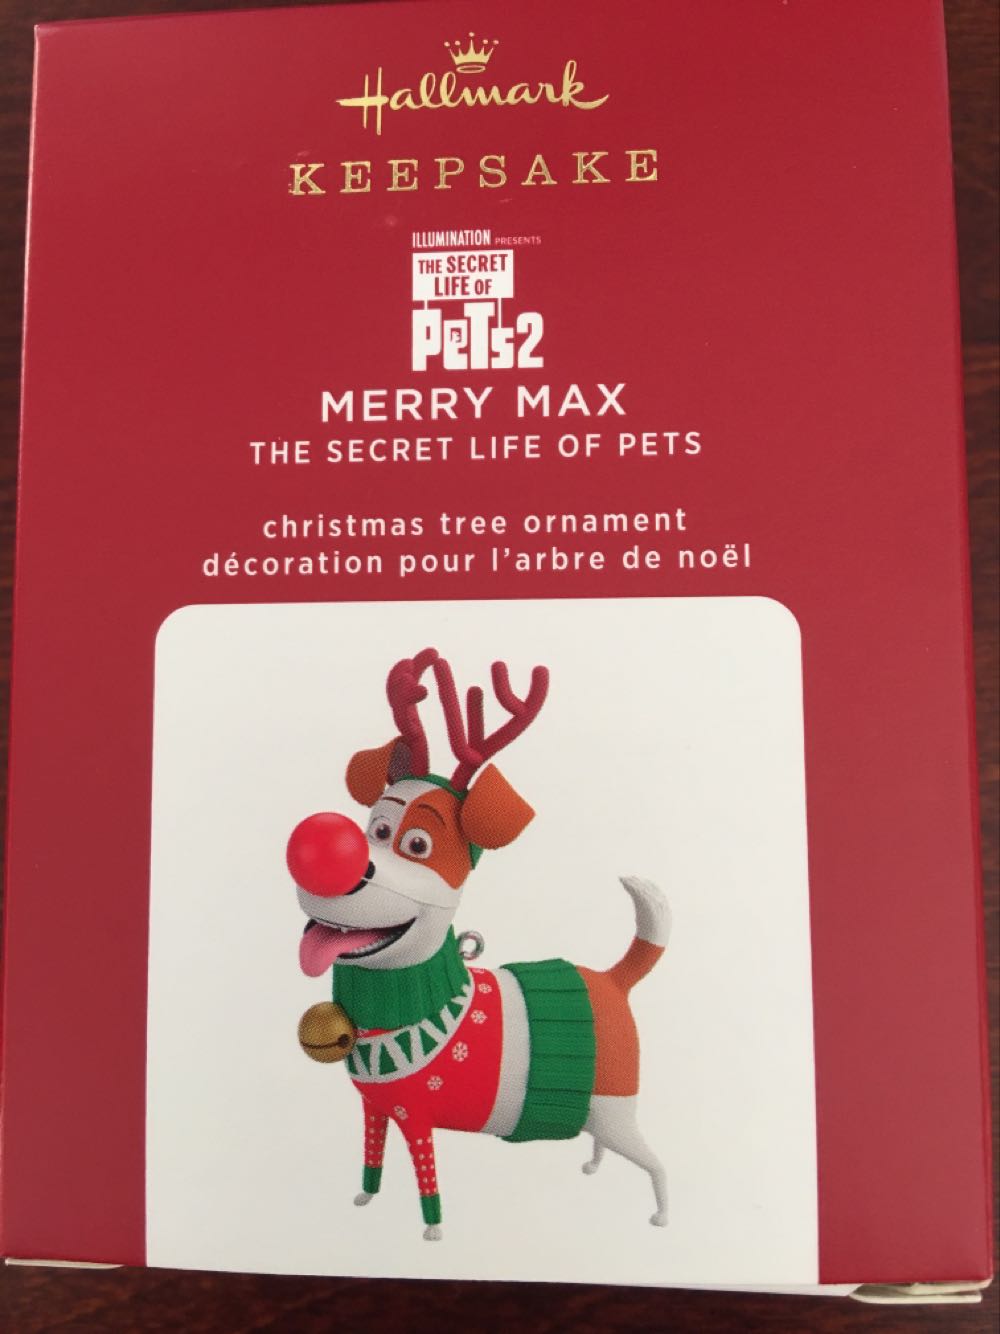 Hallmark
KEEPSAKE
ILLUMINATION PRESENTS
THE SECRET
LIFE OF
PETS2
MERRY MAX
THE SECRET LIFE OF PETS
christmas tree ornament
décoration pour l'arbre de noël